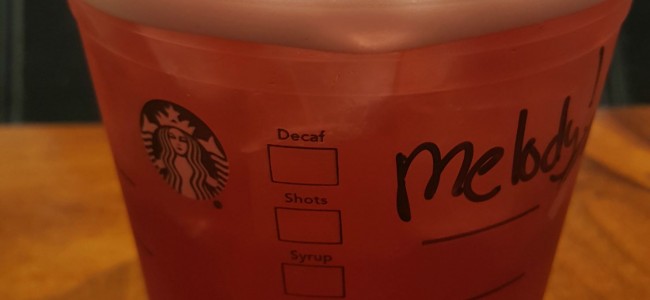 Decaf
Shots
Syrup
Melody!